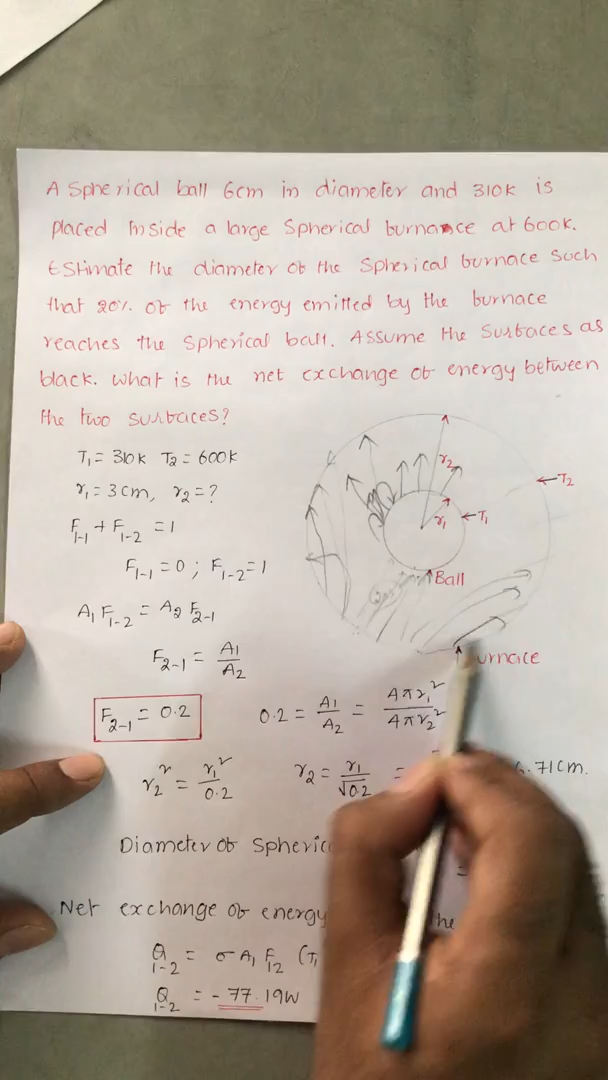 A Spherical ball 6cm in diameter and 310K is
placed inside a large spherical burnance at 600K.
Estimate the diameter of the spherical burnace such
that 20% of the energy emitted by the burnace
reaches the spherical ball. Assume the surfaces as
black. What is the net exchange of energy between
the two surfaces?
T₁ = 310K T₂ = 600K
r₁ = 3cm, r₂ = ?
F₁₋₁ + F₁₋₂ = 1
F₁₋₁ = 0 ; F₁₋₂ = 1
A₁ F₁₋₂ = A₂ F₂₋₁
F₂₋₁ = A₁/A₂
r₂
T₂
r₁
T₁
Ball
urnace
F₂₋₁ = 0.2
0.2 = A₁/A₂ = 4πr₁²/4πr₂²
r₂² = r₁²/0.2
r₂ = r₁/√0.2 = .71cm.
Diameter of Spheric
=
Net exchange of energy the
Q₁₋₂ = σ A₁ F₁₂ (T₁
Q₁₋₂ = - 77.19W